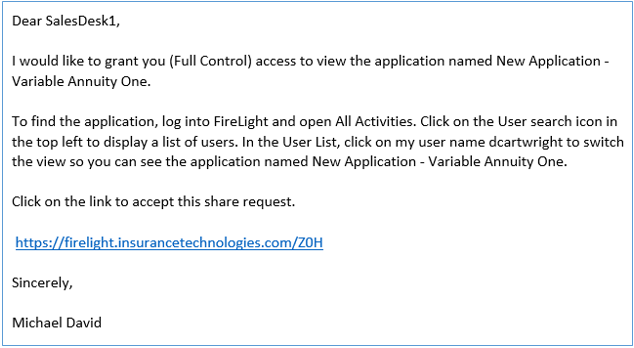 Dear SalesDesk1,
I would like to grant you (Full Control) access to view the application named New Application -
Variable Annuity One.
To find the application, log into FireLight and open All Activities. Click on the User search icon in
the top left to display a list of users. In the User List, click on my user name dcartwright to switch
the view so you can see the application named New Application - Variable Annuity One.
Click on the link to accept this share request.
https://firelight.insurancetechnologies.com/Z0H
Sincerely,
Michael David